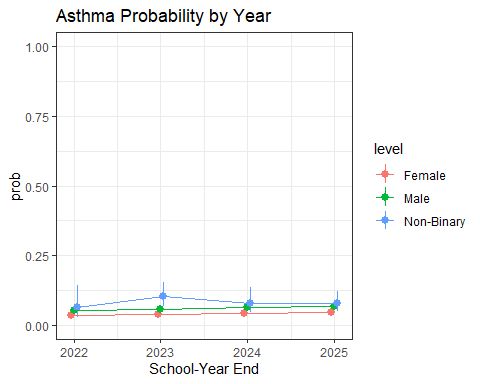 Asthma Probability by Year
1.00
0.75
0.50
0.25
0.00
prob
2022 2023 2024 2025
School-Year End
level
Female
Male
Non-Binary